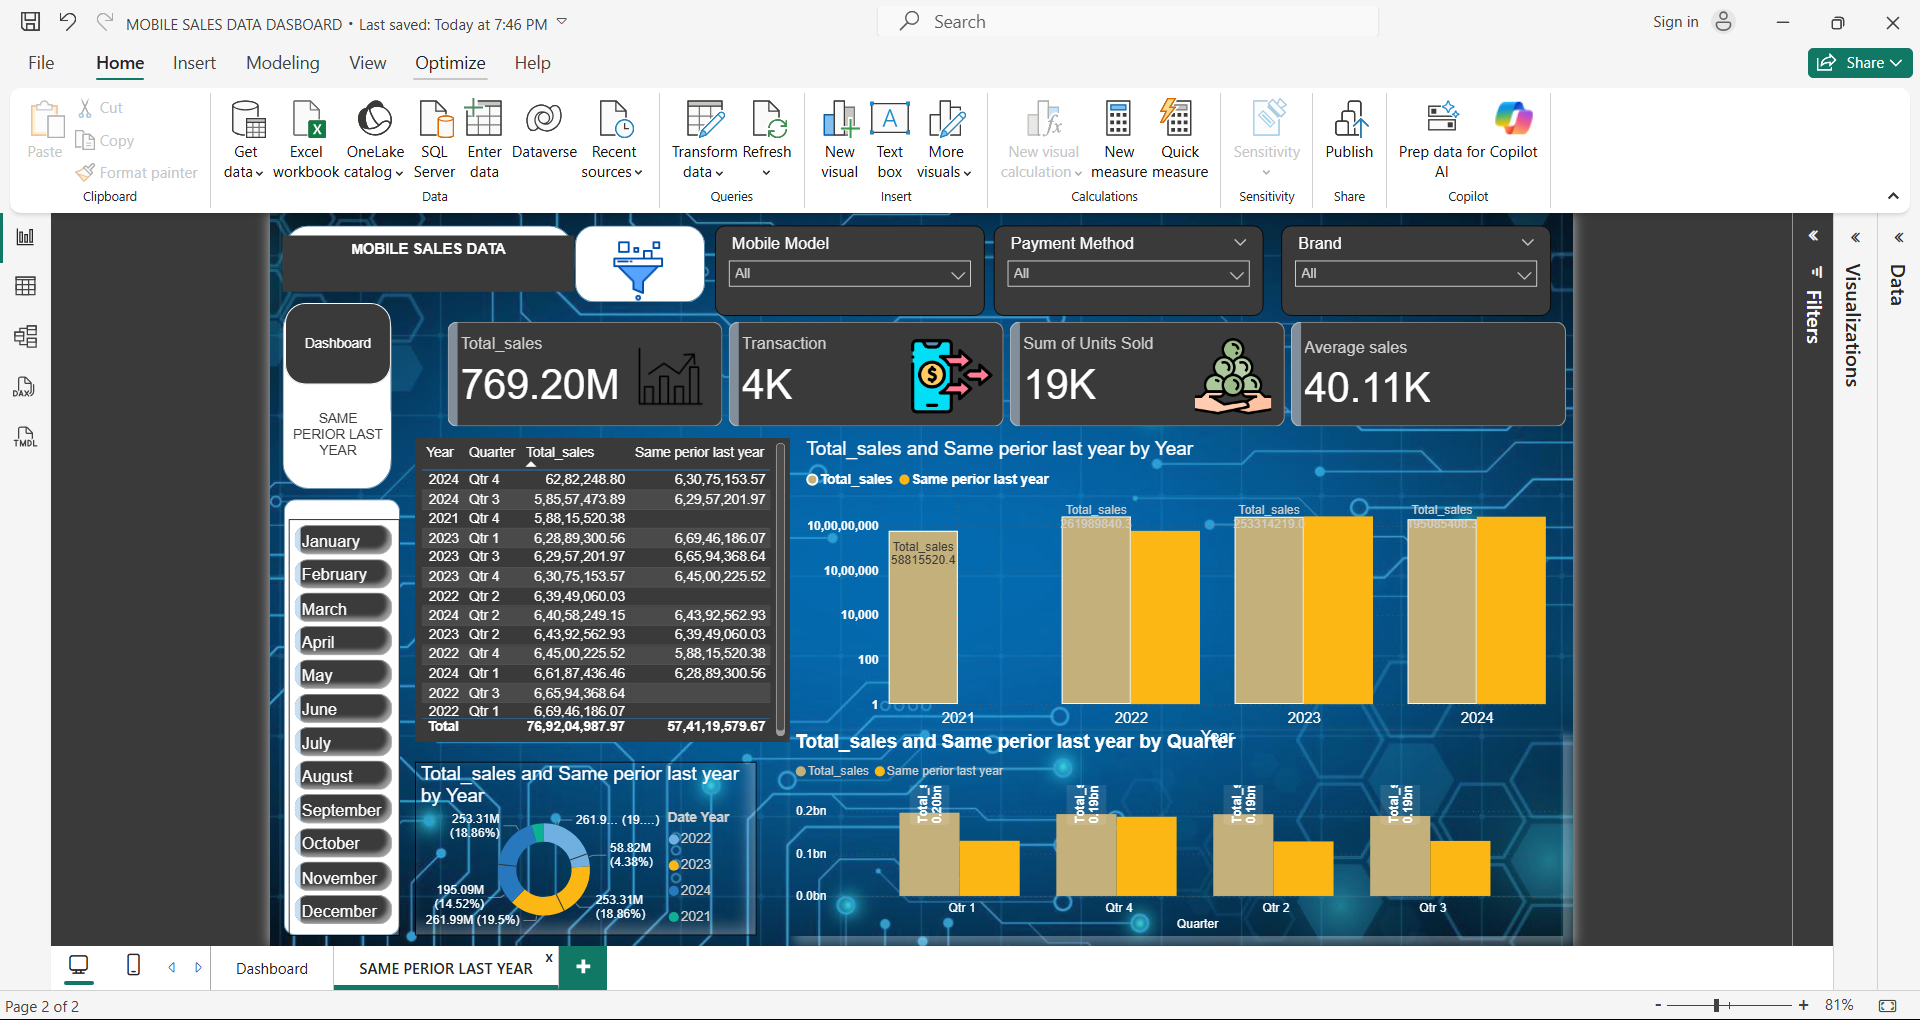 MOBILE SALES DATA DASBOARD • Last saved: Today at 7:46 PM
Search
Sign in
File Home Insert Modeling View Optimize Help
Share
Paste
Cut
Copy
Format painter
Clipboard
Get data
Excel workbook
OneLake catalog
SQL Server
Enter data
Dataverse
Recent sources
Data
Transform data
Refresh
Queries
New visual
Text box
More visuals
Insert
New visual calculation
New measure
Quick measure
Calculations
Sensitivity
Sensitivity
Publish
Share
Prep data for AI
Copilot
Copilot
DAX
TMDL
MOBILE SALES DATA
Mobile Model
All
Payment Method
All
Brand
All
Filters
Visualizations
Data
Dashboard
SAME
PERIOR LAST
YEAR
Total_sales
769.20M
Transaction
4K
Sum of Units Sold
19K
Average sales
40.11K
January
February
March
April
May
June
July
August
September
October
November
December
Year Quarter Total_sales Same perior last year
2024 Qtr 4 62,82,248.80 6,30,75,153.57
2024 Qtr 3 5,85,57,473.89 6,29,57,201.97
2021 Qtr 4 5,88,15,520.38
2023 Qtr 1 6,28,89,300.56 6,69,46,186.07
2023 Qtr 3 6,29,57,201.97 6,65,94,368.64
2023 Qtr 4 6,30,75,153.57 6,45,00,225.52
2022 Qtr 2 6,39,49,060.03
2024 Qtr 2 6,40,58,249.15 6,43,92,562.93
2023 Qtr 2 6,43,92,562.93 6,39,49,060.03
2022 Qtr 4 6,45,00,225.52 5,88,15,520.38
2024 Qtr 1 6,61,87,436.46 6,28,89,300.56
2022 Qtr 3 6,65,94,368.64
2022 Qtr 1 6,69,46,186.07
Total 76,92,04,987.97 57,41,19,579.67
Total_sales and Same perior last year by Year
Total_sales Same perior last year
10,00,00,000
10,00,000
10,000
100
1
Total_sales
58815520.4
Total_sales
261989840.3
Total_sales
253314219.0
Total_sales
195085408.3
2021 2022 2023 2024
Year
Total_sales and Same perior last year
by Year
253.31M
(18.86%)
261.9... (19....)
58.82M
(4.38%)
195.09M
(14.52%)
253.31M
(18.86%)
261.99M (19.5%)
Date Year
2022
2023
2024
2021
Total_sales and Same perior last year by Quarter
Total_sales Same perior last year
0.2bn
0.1bn
0.0bn
0.20bn
0.19bn
0.19bn
0.19bn
Qtr 1 Qtr 4 Qtr 2 Qtr 3
Quarter
Dashboard
SAME PERIOR LAST YEAR
x
+
Page 2 of 2
- + 81%